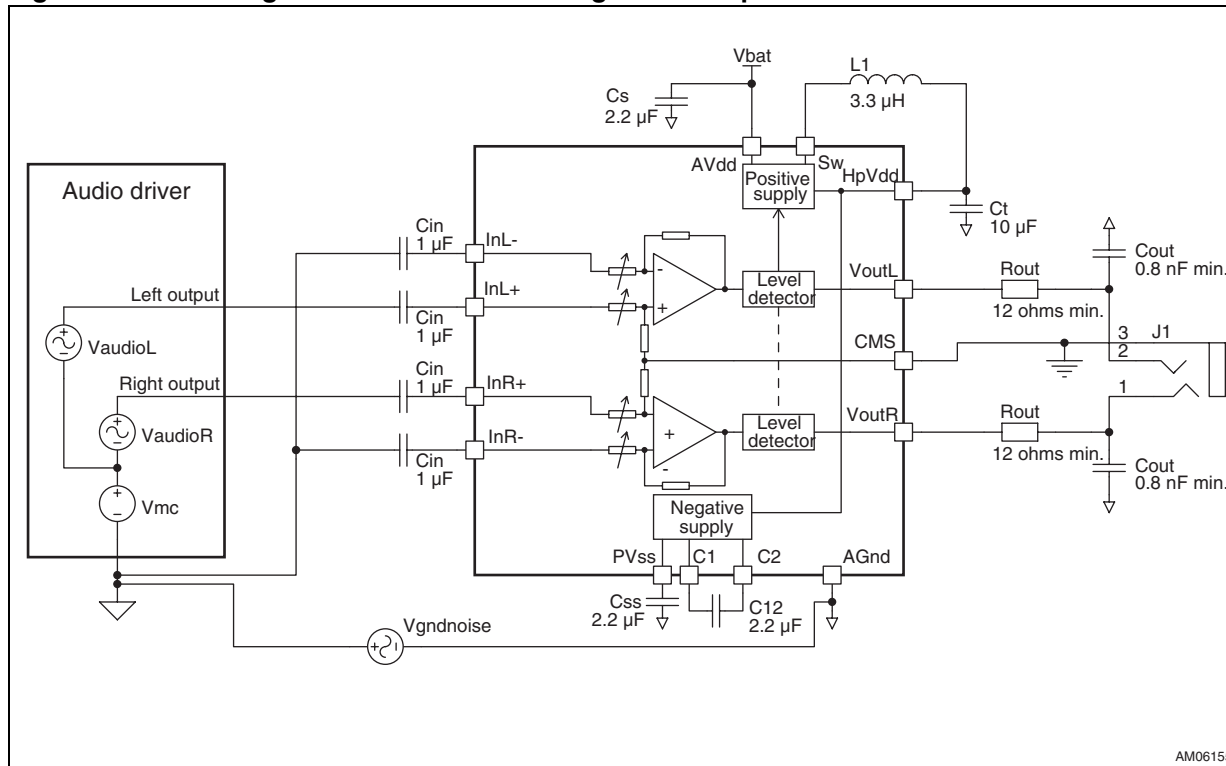 Vbat
L1
3.3 µH
Cs
2.2 µF
AVdd
Sw
HpVdd
Positive
supply
Ct
10 µF
Audio driver
Cin
1 µF
InL-
-
Level
detector
VoutL
Rout
12 ohms min.
Cout
0.8 nF min.
Left output
Cin
1 µF
InL+
+
CMS
3
J1
2
1
+
-
VaudioL
Right output
Cin
1 µF
InR+
+
-
VaudioR
Level
detector
VoutR
Rout
12 ohms min.
Cout
0.8 nF min.
Cin
1 µF
InR-
+
-
+
-
Vmc
Negative
supply
PVss
C1
C2
AGnd
Css
2.2 µF
C12
2.2 µF
Vgndnoise
+
-